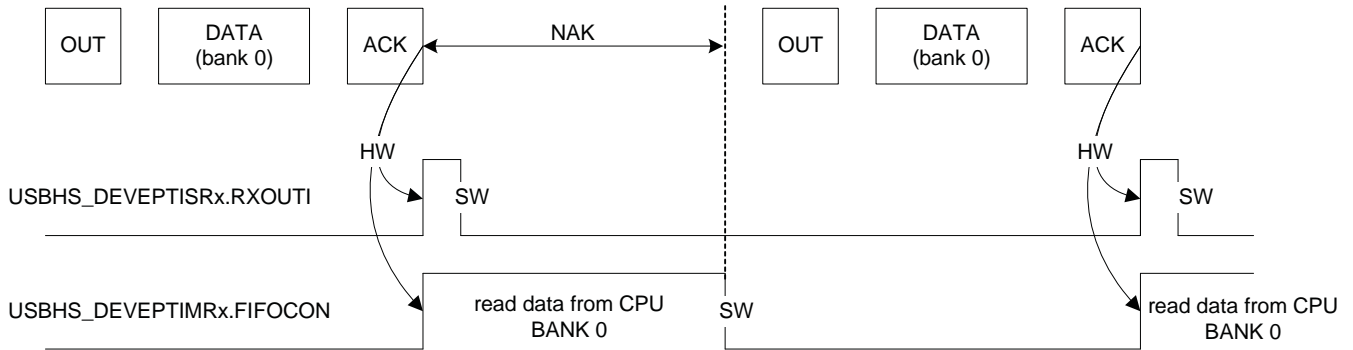 OUT
DATA
(bank 0)
ACK
NAK
OUT
DATA
(bank 0)
ACK
HW
HW
USBHS_DEVEPTISRx.RXOUTI
SW
SW
USBHS_DEVEPTIMRx.FIFOCON
read data from CPU
BANK 0
SW
read data from CPU
BANK 0